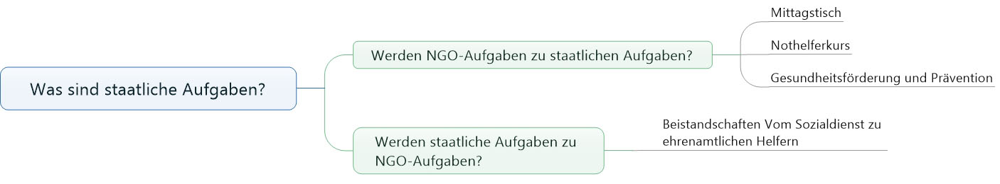 Was sind staatliche Aufgaben?
Werden NGO-Aufgaben zu staatlichen Aufgaben?
Mittagstisch
Nothelferkurs
Gesundheitsförderung und Prävention
Werden staatliche Aufgaben zu
NGO-Aufgaben?
Beistandschaften Vom Sozialdienst zu
ehrenamtlichen Helfern